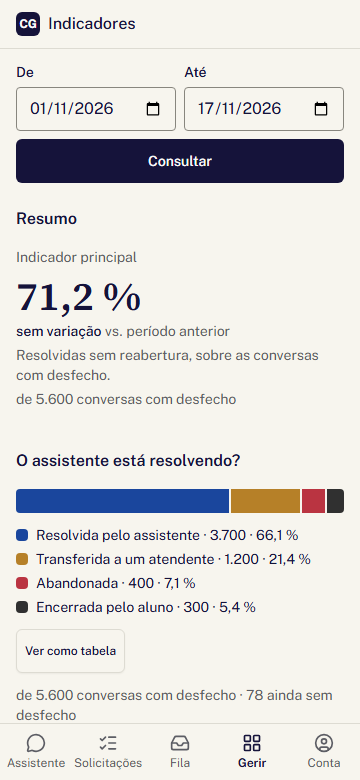 CG Indicadores
De Até
01/11/2026 17/11/2026
Consultar
Resumo
Indicador principal
71,2 %
sem variação vs. período anterior
Resolvidas sem reabertura, sobre as conversas
com desfecho.
de 5.600 conversas com desfecho
O assistente está resolvendo?
Resolvida pelo assistente · 3.700 · 66,1 %
Transferida a um atendente · 1.200 · 21,4 %
Abandonada · 400 · 7,1 %
Encerrada pelo aluno · 300 · 5,4 %
Ver como tabela
de 5.600 conversas com desfecho · 78 ainda sem
desfecho
Assistente Solicitações Fila Gerir Conta